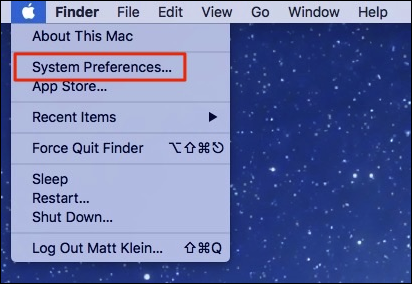 Finder File Edit View Go Window Help
About This Mac
System Preferences...
App Store...
Recent Items ▶
Force Quit Finder ⌥⇧⌘⎋
Sleep
Restart...
Shut Down...
Log Out Matt Klein... ⇧⌘Q